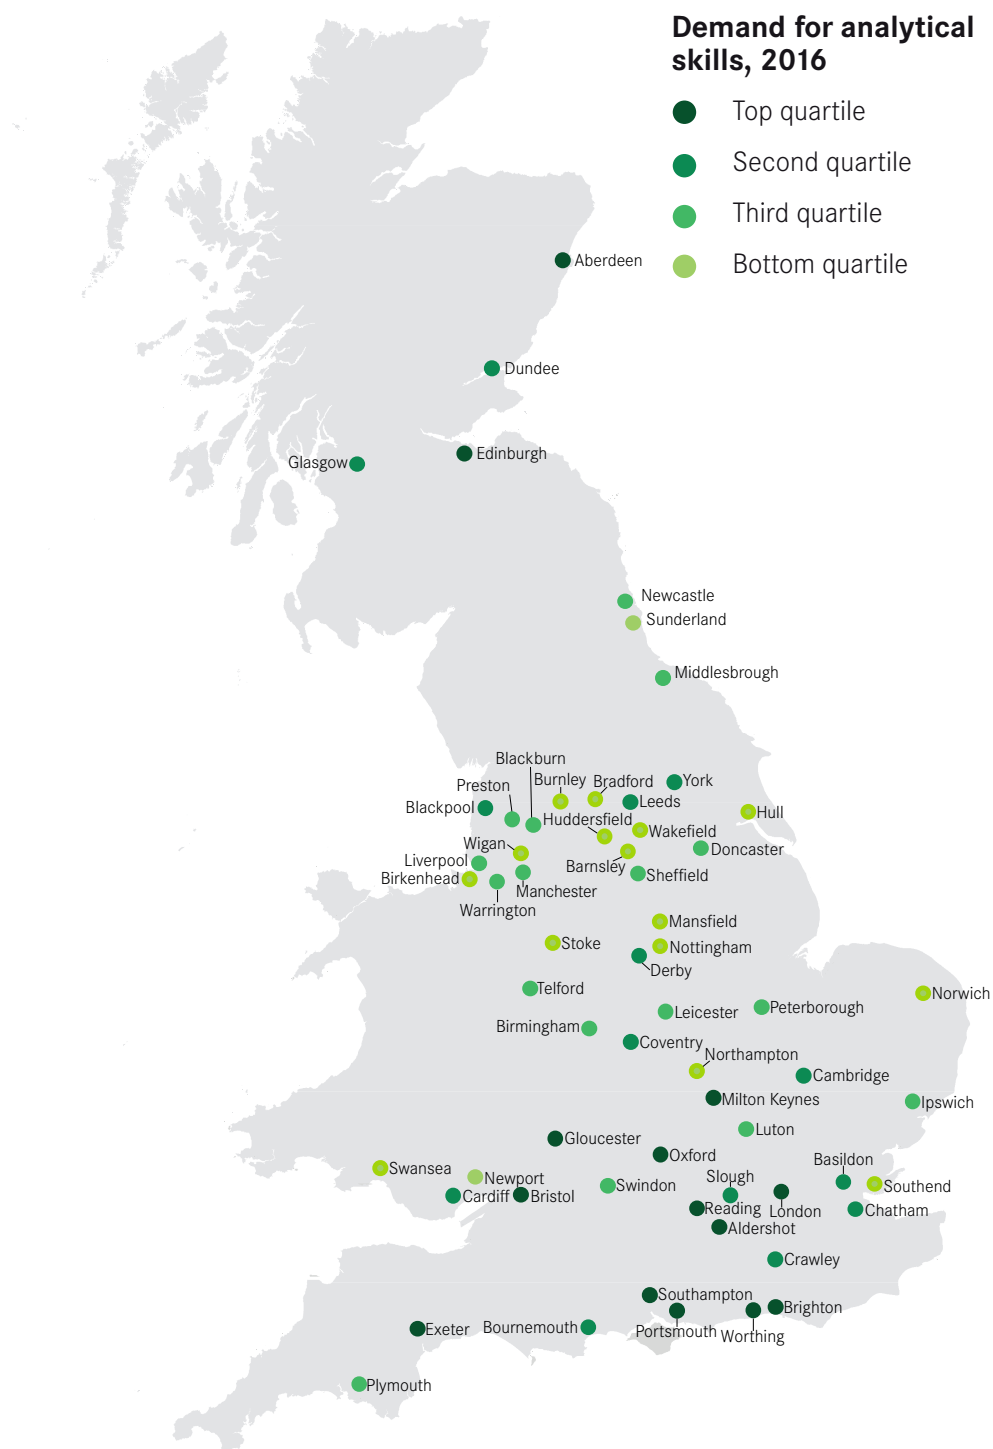 Demand for analytical
skills, 2016
Top quartile
Second quartile
Third quartile
Bottom quartile
Aberdeen
Dundee
Edinburgh
Glasgow
Newcastle
Sunderland
Middlesbrough
Blackburn
Burnley
Bradford
York
Preston
Blackpool
Leeds
Hull
Huddersfield
Wakefield
Wigan
Doncaster
Liverpool
Barnsley
Birkenhead
Sheffield
Manchester
Warrington
Mansfield
Stoke
Nottingham
Derby
Telford
Norwich
Leicester
Peterborough
Birmingham
Coventry
Northampton
Cambridge
Milton Keynes
Ipswich
Luton
Gloucester
Oxford
Basildon
Swansea
Newport
Slough
Swindon
Southend
Cardiff
Bristol
Reading
London
Chatham
Aldershot
Crawley
Southampton
Brighton
Exeter
Bournemouth
Portsmouth
Worthing
Plymouth